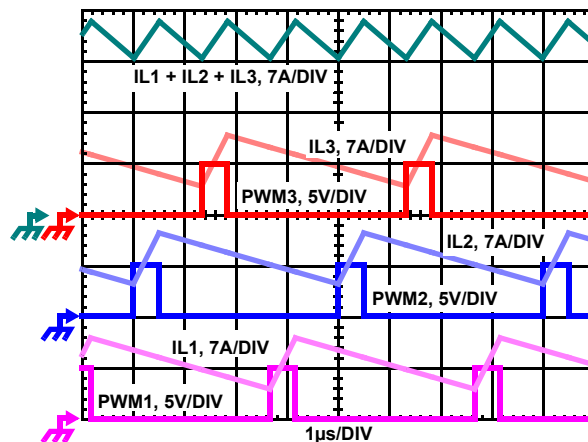 IL1 + IL2 + IL3, 7A/DIV
IL3, 7A/DIV
PWM3, 5V/DIV
IL2, 7A/DIV
PWM2, 5V/DIV
IL1, 7A/DIV
PWM1, 5V/DIV
1µs/DIV